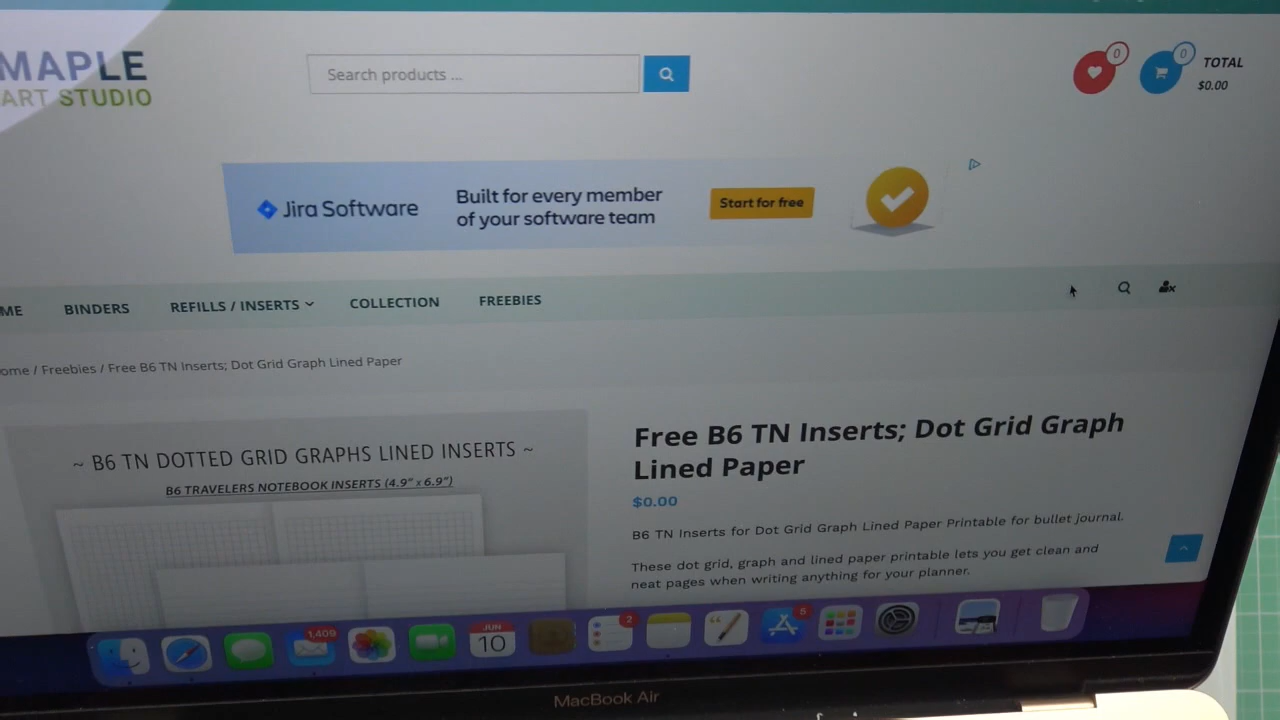 MAPLE
ART STUDIO
Search products ...
0
0
TOTAL
$0.00
Jira Software
Built for every member
of your software team
Start for free
ME
BINDERS
REFILLS / INSERTS
COLLECTION
FREEBIES
ome / Freebies / Free B6 TN Inserts; Dot Grid Graph Lined Paper
~ B6 TN DOTTED GRID GRAPHS LINED INSERTS ~
B6 TRAVELERS NOTEBOOK INSERTS (4.9" x 6.9")
Free B6 TN Inserts; Dot Grid Graph
Lined Paper
$0.00
B6 TN Inserts for Dot Grid Graph Lined Paper Printable for bullet journal.
These dot grid, graph and lined paper printable lets you get clean and
neat pages when writing anything for your planner.
1,409
JUN
10
2
5
MacBook Air